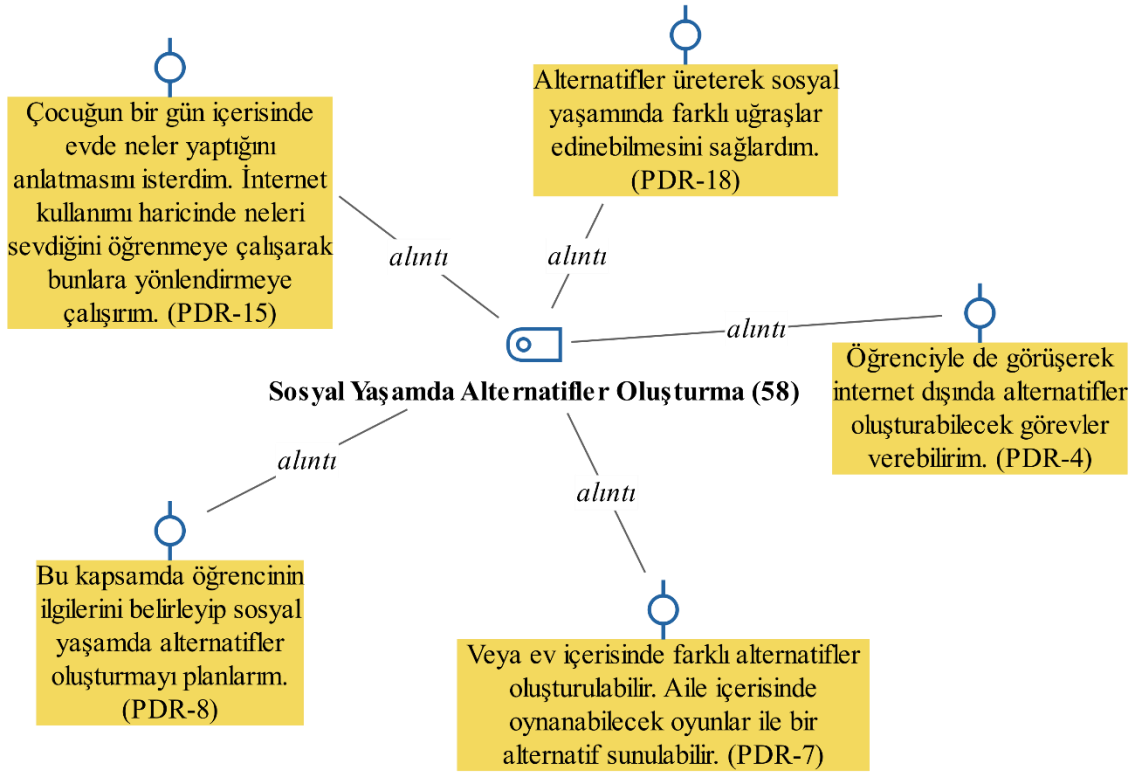 Çocuğun bir gün içerisinde
evde neler yaptığını
anlatmasını isterdim. İnternet
kullanımı haricinde neleri
sevdiğini öğrenmeye çalışarak
bunlara yönlendirmeye
çalışırım. (PDR-15)
Alternatifler üreterek sosyal
yaşamında farklı uğraşlar
edinebilmesini sağlardım.
(PDR-18)
alıntı
alıntı
alıntı
Öğrenciyle de görüşerek
internet dışında alternatifler
oluşturabilecek görevler
verebilirim. (PDR-4)
Sosyal Yaşamda Alternatifler Oluşturma (58)
alıntı
alıntı
Bu kapsamda öğrencinin
ilgilerini belirleyip sosyal
yaşamda alternatifler
oluşturmayı planlarım.
(PDR-8)
Veya ev içerisinde farklı alternatifler
oluşturulabilir. Aile içerisinde
oynanabilecek oyunlar ile bir
alternatif sunulabilir. (PDR-7)